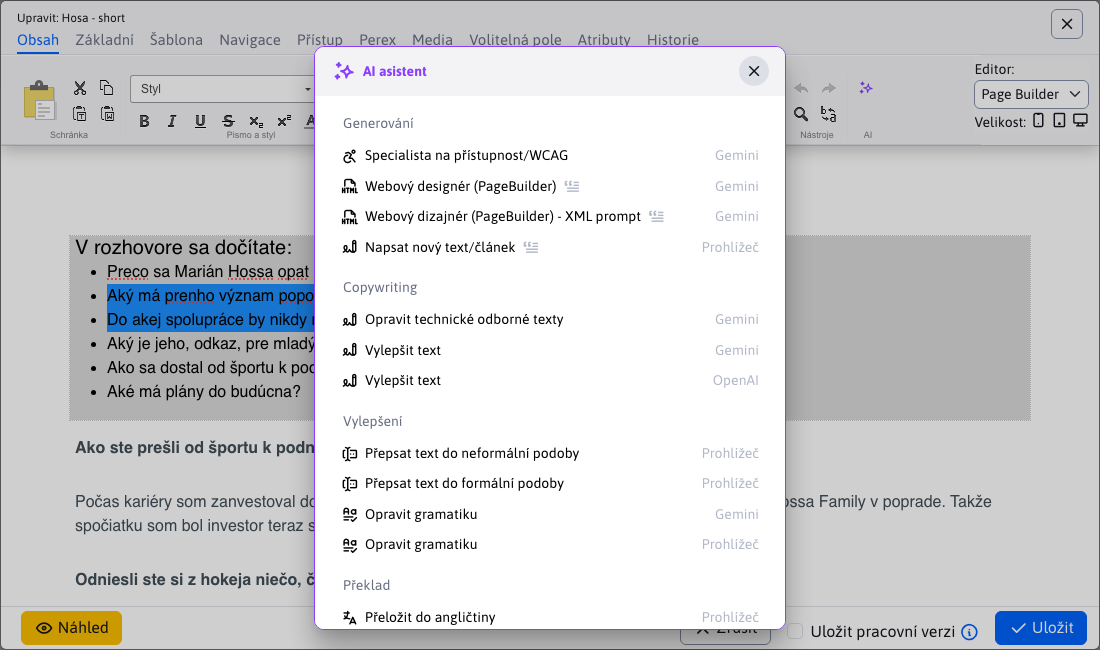 Upravit: Hosa - short
Obsah Základní Šablona Navigace Přístup Perex Media Volitelná pole Atributy Historie
Styl
B I U S x₂ x² A
Schránka Písmo a styl Nástroje AI
Editor:
Page Builder
Velikost:
AI asistent
Generování
Specialista na přístupnost/WCAG Gemini
Webový designér (PageBuilder) Gemini
Webový dizajnér (PageBuilder) - XML prompt Gemini
Napsat nový text/článek Prohlížeč
Copywriting
Opravit technické odborné texty Gemini
Vylepšit text Gemini
Vylepšit text OpenAI
Vylepšení
Přepsat text do neformální podoby Prohlížeč
Přepsat text do formální podoby Prohlížeč
Opravit gramatiku Gemini
Opravit gramatiku Prohlížeč
Překlad
Přeložit do angličtiny Prohlížeč
V rozhovore sa dočítate:
Preco sa Marián Hossa opat
Aký má prenho význam popo
Do akej spolupráce by nikdy
Aký je jeho, odkaz, pre mladý
Ako sa dostal od športu k pod
Aké má plány do budúcna?
Ako ste prešli od športu k podn
Počas kariéry som zanvestoval do ossa Family v poprade. Takže
spočiatku som bol investor teraz s
Odniesli ste si z hokeja niečo, č
Náhled
Zrušit
Uložit pracovní verzi
Uložit